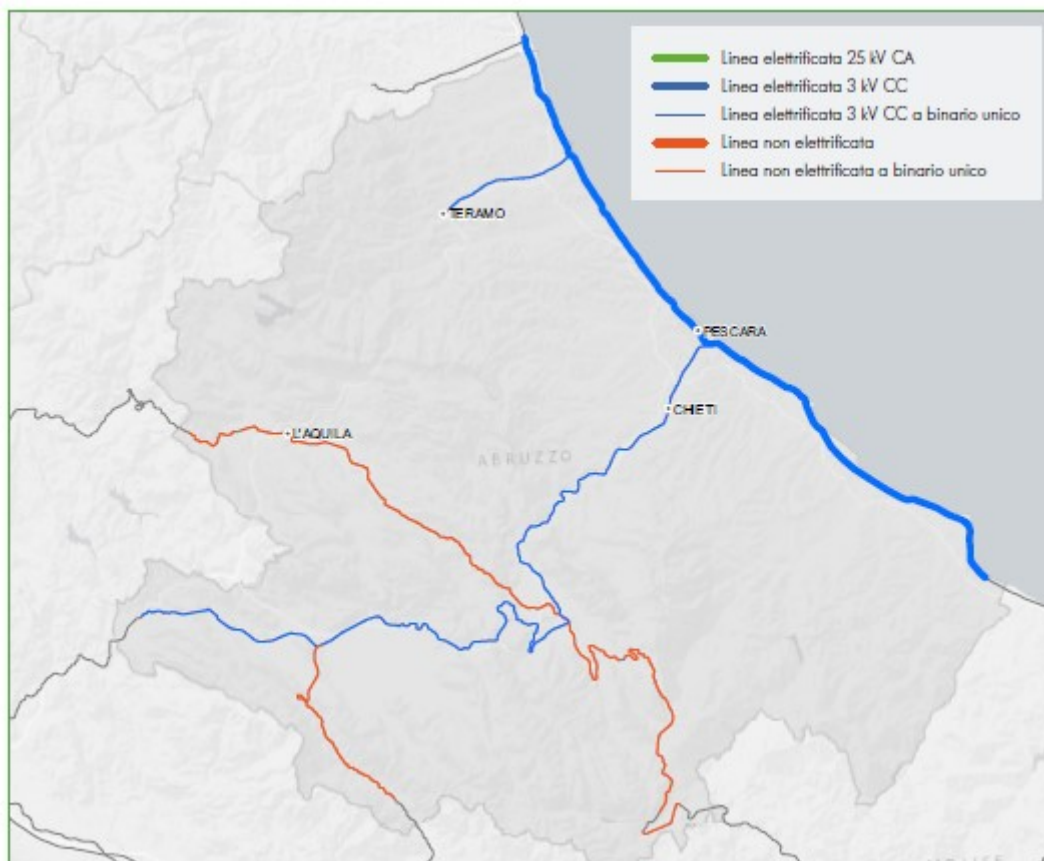 Linea elettrificata 25 kV CA
Linea elettrificata 3 kV CC
Linea elettrificata 3 kV CC a binario unico
Linea non elettrificata
Linea non elettrificata a binario unico
TERAMO
PESCARA
CHIETI
L'AQUILA
ABRUZZO